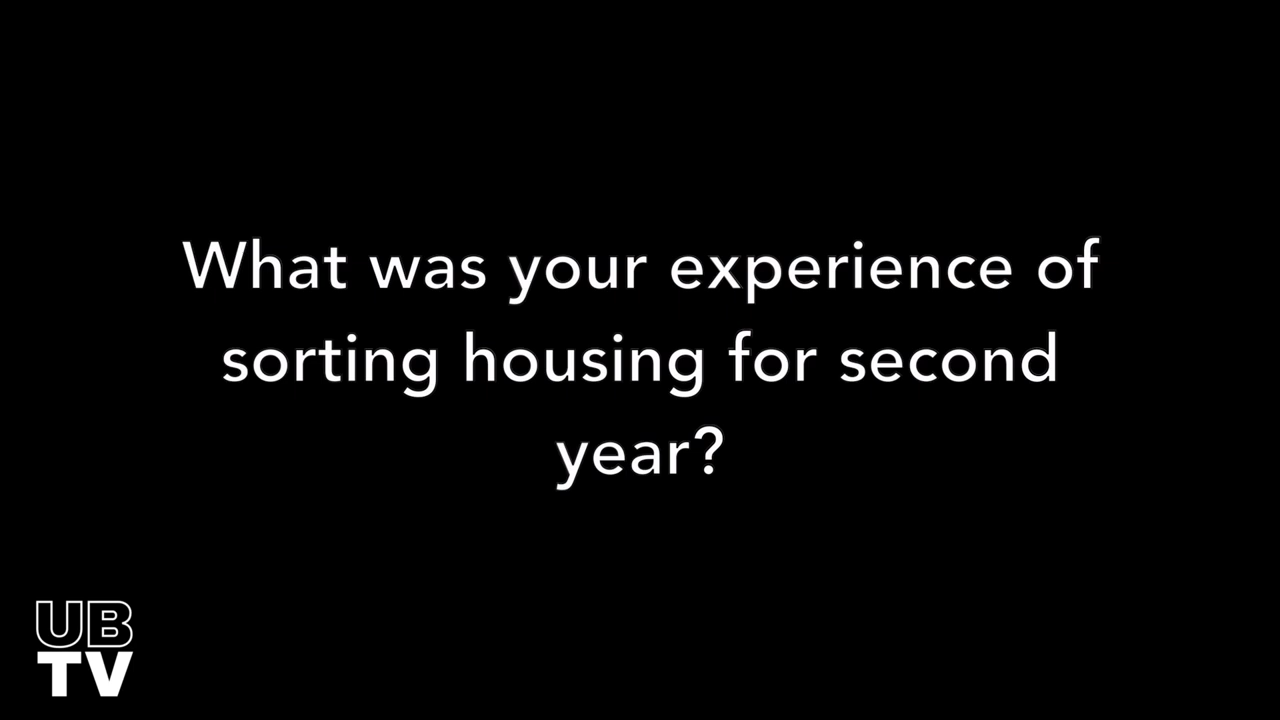 What was your experience of
sorting housing for second
year?
UB
TV